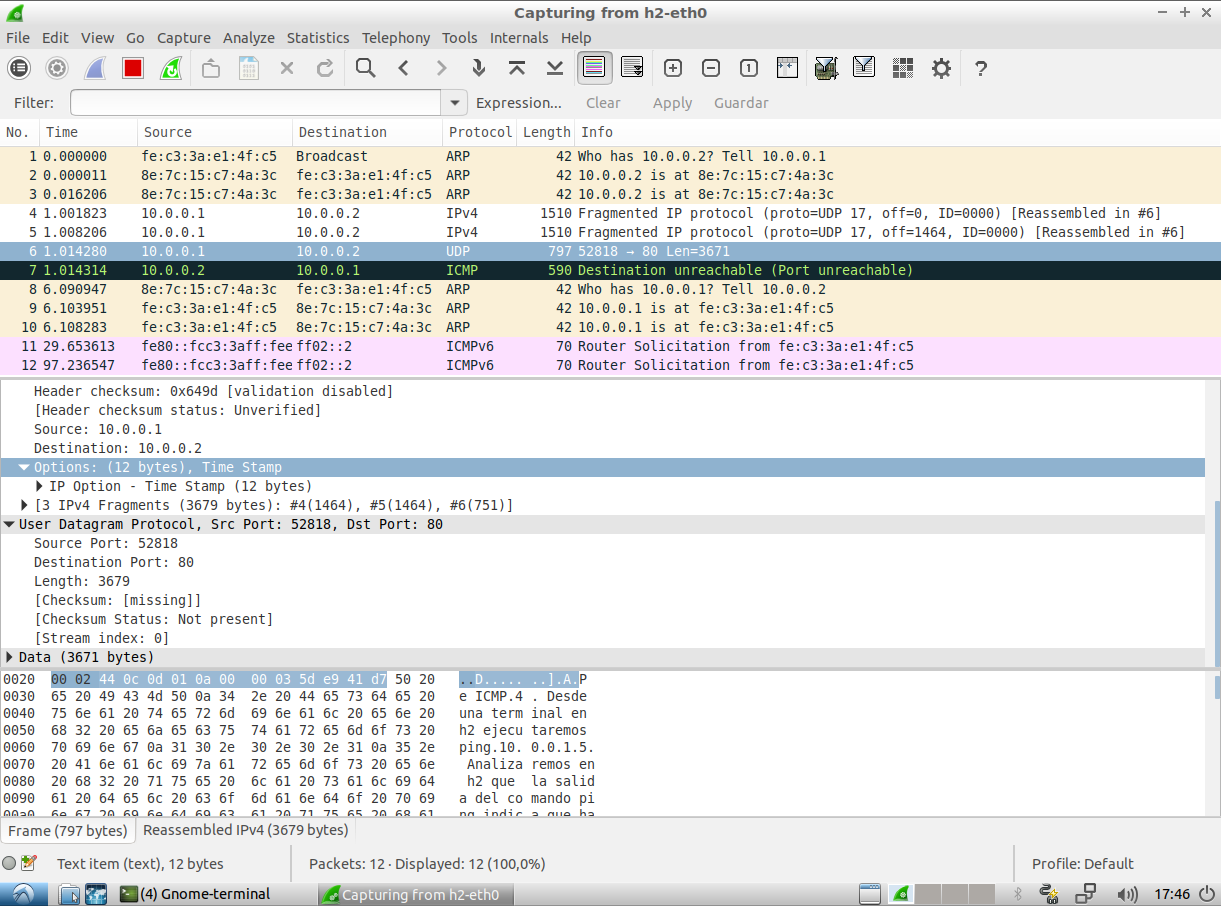 Capturing from h2-eth0
File Edit View Go Capture Analyze Statistics Telephony Tools Internals Help
Filter: Expression... Clear Apply Guardar
No. Time Source Destination Protocol Length Info
1 0.000000 fe:c3:3a:e1:4f:c5 Broadcast ARP 42 Who has 10.0.0.2? Tell 10.0.0.1
2 0.000011 8e:7c:15:c7:4a:3c fe:c3:3a:e1:4f:c5 ARP 42 10.0.0.2 is at 8e:7c:15:c7:4a:3c
3 0.016206 8e:7c:15:c7:4a:3c fe:c3:3a:e1:4f:c5 ARP 42 10.0.0.2 is at 8e:7c:15:c7:4a:3c
4 1.001823 10.0.0.1 10.0.0.2 IPv4 1510 Fragmented IP protocol (proto=UDP 17, off=0, ID=0000) [Reassembled in #6]
5 1.008206 10.0.0.1 10.0.0.2 IPv4 1510 Fragmented IP protocol (proto=UDP 17, off=1464, ID=0000) [Reassembled in #6]
6 1.014280 10.0.0.1 10.0.0.2 UDP 797 52818 → 80 Len=3671
7 1.014314 10.0.0.2 10.0.0.1 ICMP 590 Destination unreachable (Port unreachable)
8 6.090947 8e:7c:15:c7:4a:3c fe:c3:3a:e1:4f:c5 ARP 42 Who has 10.0.0.1? Tell 10.0.0.2
9 6.103951 fe:c3:3a:e1:4f:c5 8e:7c:15:c7:4a:3c ARP 42 10.0.0.1 is at fe:c3:3a:e1:4f:c5
10 6.108283 fe:c3:3a:e1:4f:c5 8e:7c:15:c7:4a:3c ARP 42 10.0.0.1 is at fe:c3:3a:e1:4f:c5
11 29.653613 fe80::fcc3:3aff:fee ff02::2 ICMPv6 70 Router Solicitation from fe:c3:3a:e1:4f:c5
12 97.236547 fe80::fcc3:3aff:fee ff02::2 ICMPv6 70 Router Solicitation from fe:c3:3a:e1:4f:c5
Header checksum: 0x649d [validation disabled]
[Header checksum status: Unverified]
Source: 10.0.0.1
Destination: 10.0.0.2
Options: (12 bytes), Time Stamp
IP Option - Time Stamp (12 bytes)
[3 IPv4 Fragments (3679 bytes): #4(1464), #5(1464), #6(751)]
User Datagram Protocol, Src Port: 52818, Dst Port: 80
Source Port: 52818
Destination Port: 80
Length: 3679
[Checksum: [missing]]
[Checksum Status: Not present]
[Stream index: 0]
Data (3671 bytes)
0020 00 02 44 0c 0d 01 0a 00 00 03 5d e9 41 d7 50 20 ..D..... ..].A.P
0030 65 20 49 43 4d 50 0a 34 2e 20 44 65 73 64 65 20 e ICMP.4 . Desde
0040 75 6e 61 20 74 65 72 6d 69 6e 61 6c 20 65 6e 20 una term inal en
0050 68 32 20 65 6a 65 63 75 74 61 72 65 6d 6f 73 20 h2 ejecu taremos
0060 70 69 6e 67 0a 31 30 2e 30 2e 30 2e 31 0a 35 2e ping.10. 0.0.1.5.
0070 20 41 6e 61 6c 69 7a 61 72 65 6d 6f 73 20 65 6e Analiza remos en
0080 20 68 32 20 71 75 65 20 6c 61 20 73 61 6c 69 64 h2 que la salid
0090 61 20 64 65 6c 20 63 6f 6d 61 6e 64 6f 20 70 69 a del co mando pi
00a0 6e 67 20 69 6e 64 69 63 61 20 71 75 65 20 68 61 ng indic a que ha
Frame (797 bytes) Reassembled IPv4 (3679 bytes)
Text item (text), 12 bytes Packets: 12 · Displayed: 12 (100,0%) Profile: Default
(4) Gnome-terminal Capturing from h2-eth0 17:46